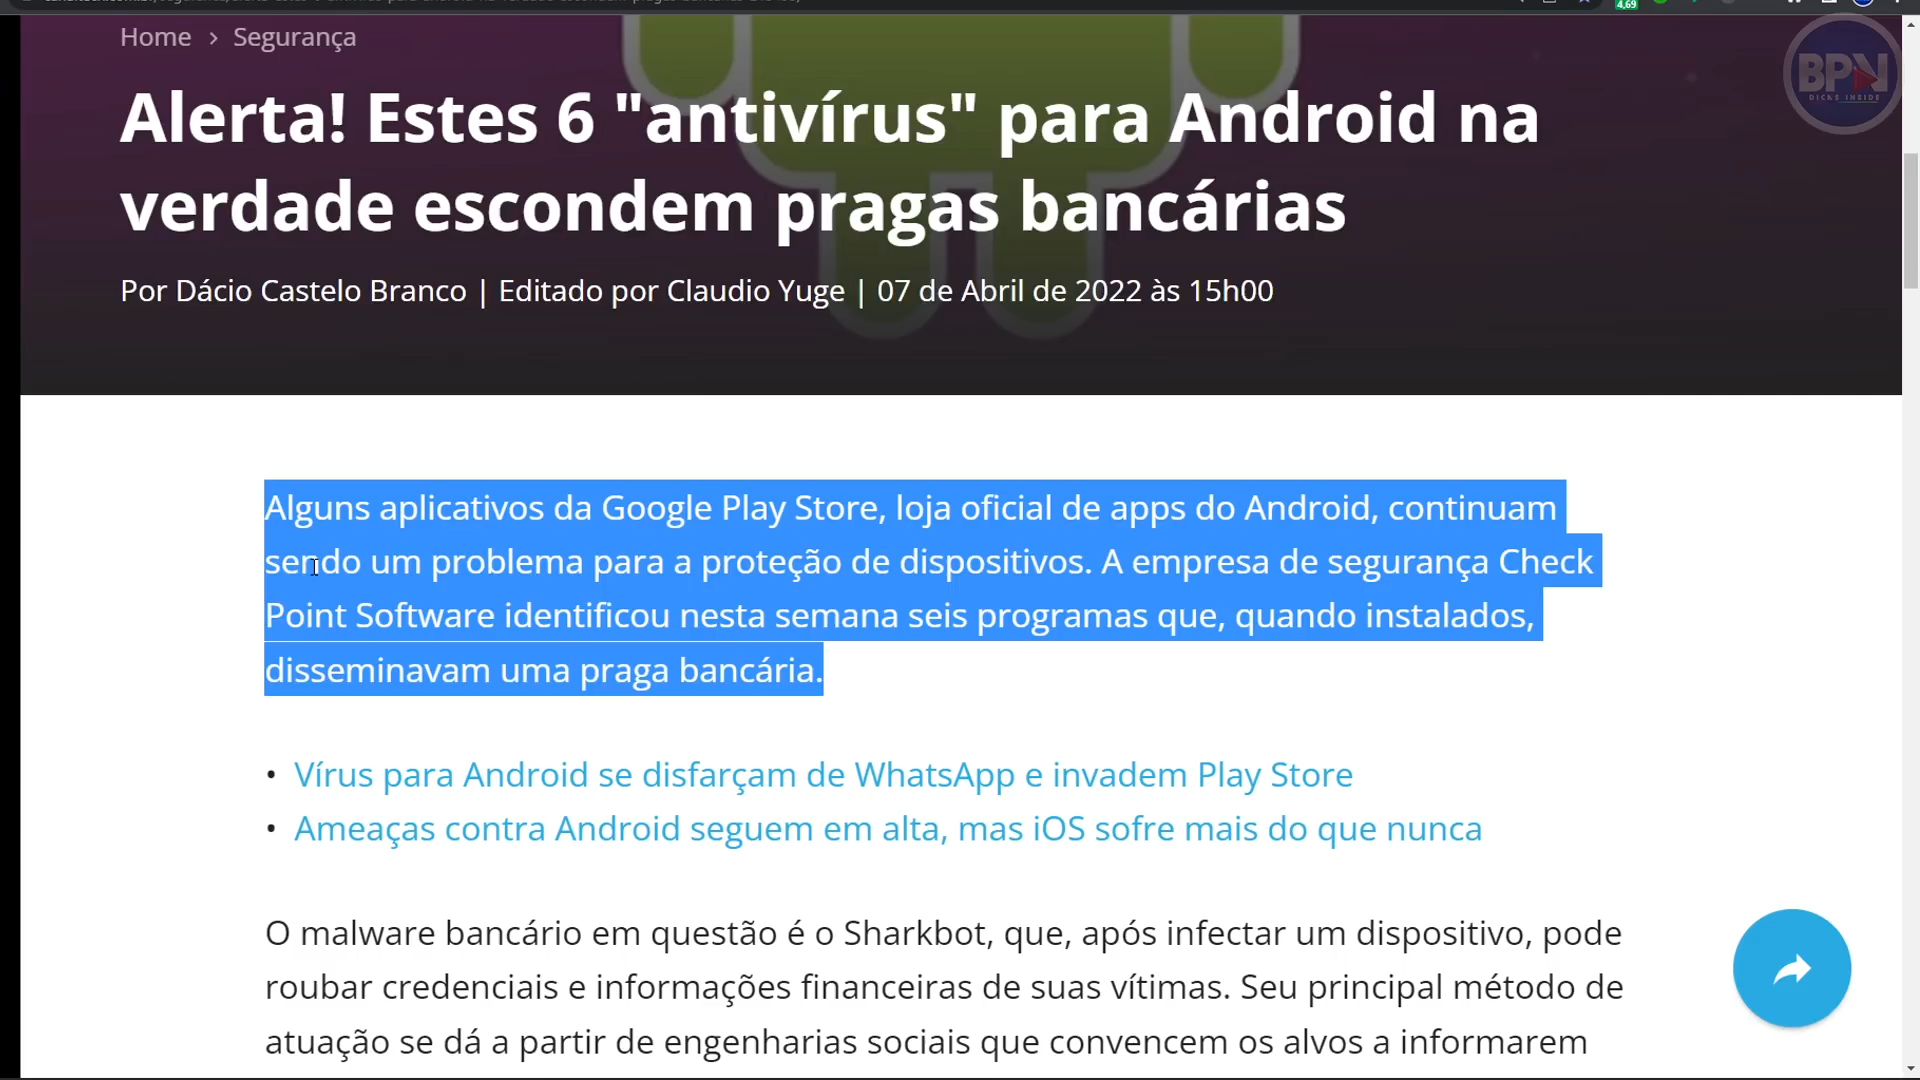 Home > Segurança
Alerta! Estes 6 "antivírus" para Android na
verdade escondem pragas bancárias
Por Dácio Castelo Branco | Editado por Claudio Yuge | 07 de Abril de 2022 às 15h00
BPN
DICAS INSIDE
4,69
Alguns aplicativos da Google Play Store, loja oficial de apps do Android, continuam
sendo um problema para a proteção de dispositivos. A empresa de segurança Check
Point Software identificou nesta semana seis programas que, quando instalados,
disseminavam uma praga bancária.
• Vírus para Android se disfarçam de WhatsApp e invadem Play Store
• Ameaças contra Android seguem em alta, mas iOS sofre mais do que nunca
O malware bancário em questão é o Sharkbot, que, após infectar um dispositivo, pode
roubar credenciais e informações financeiras de suas vítimas. Seu principal método de
atuação se dá a partir de engenharias sociais que convencem os alvos a informarem